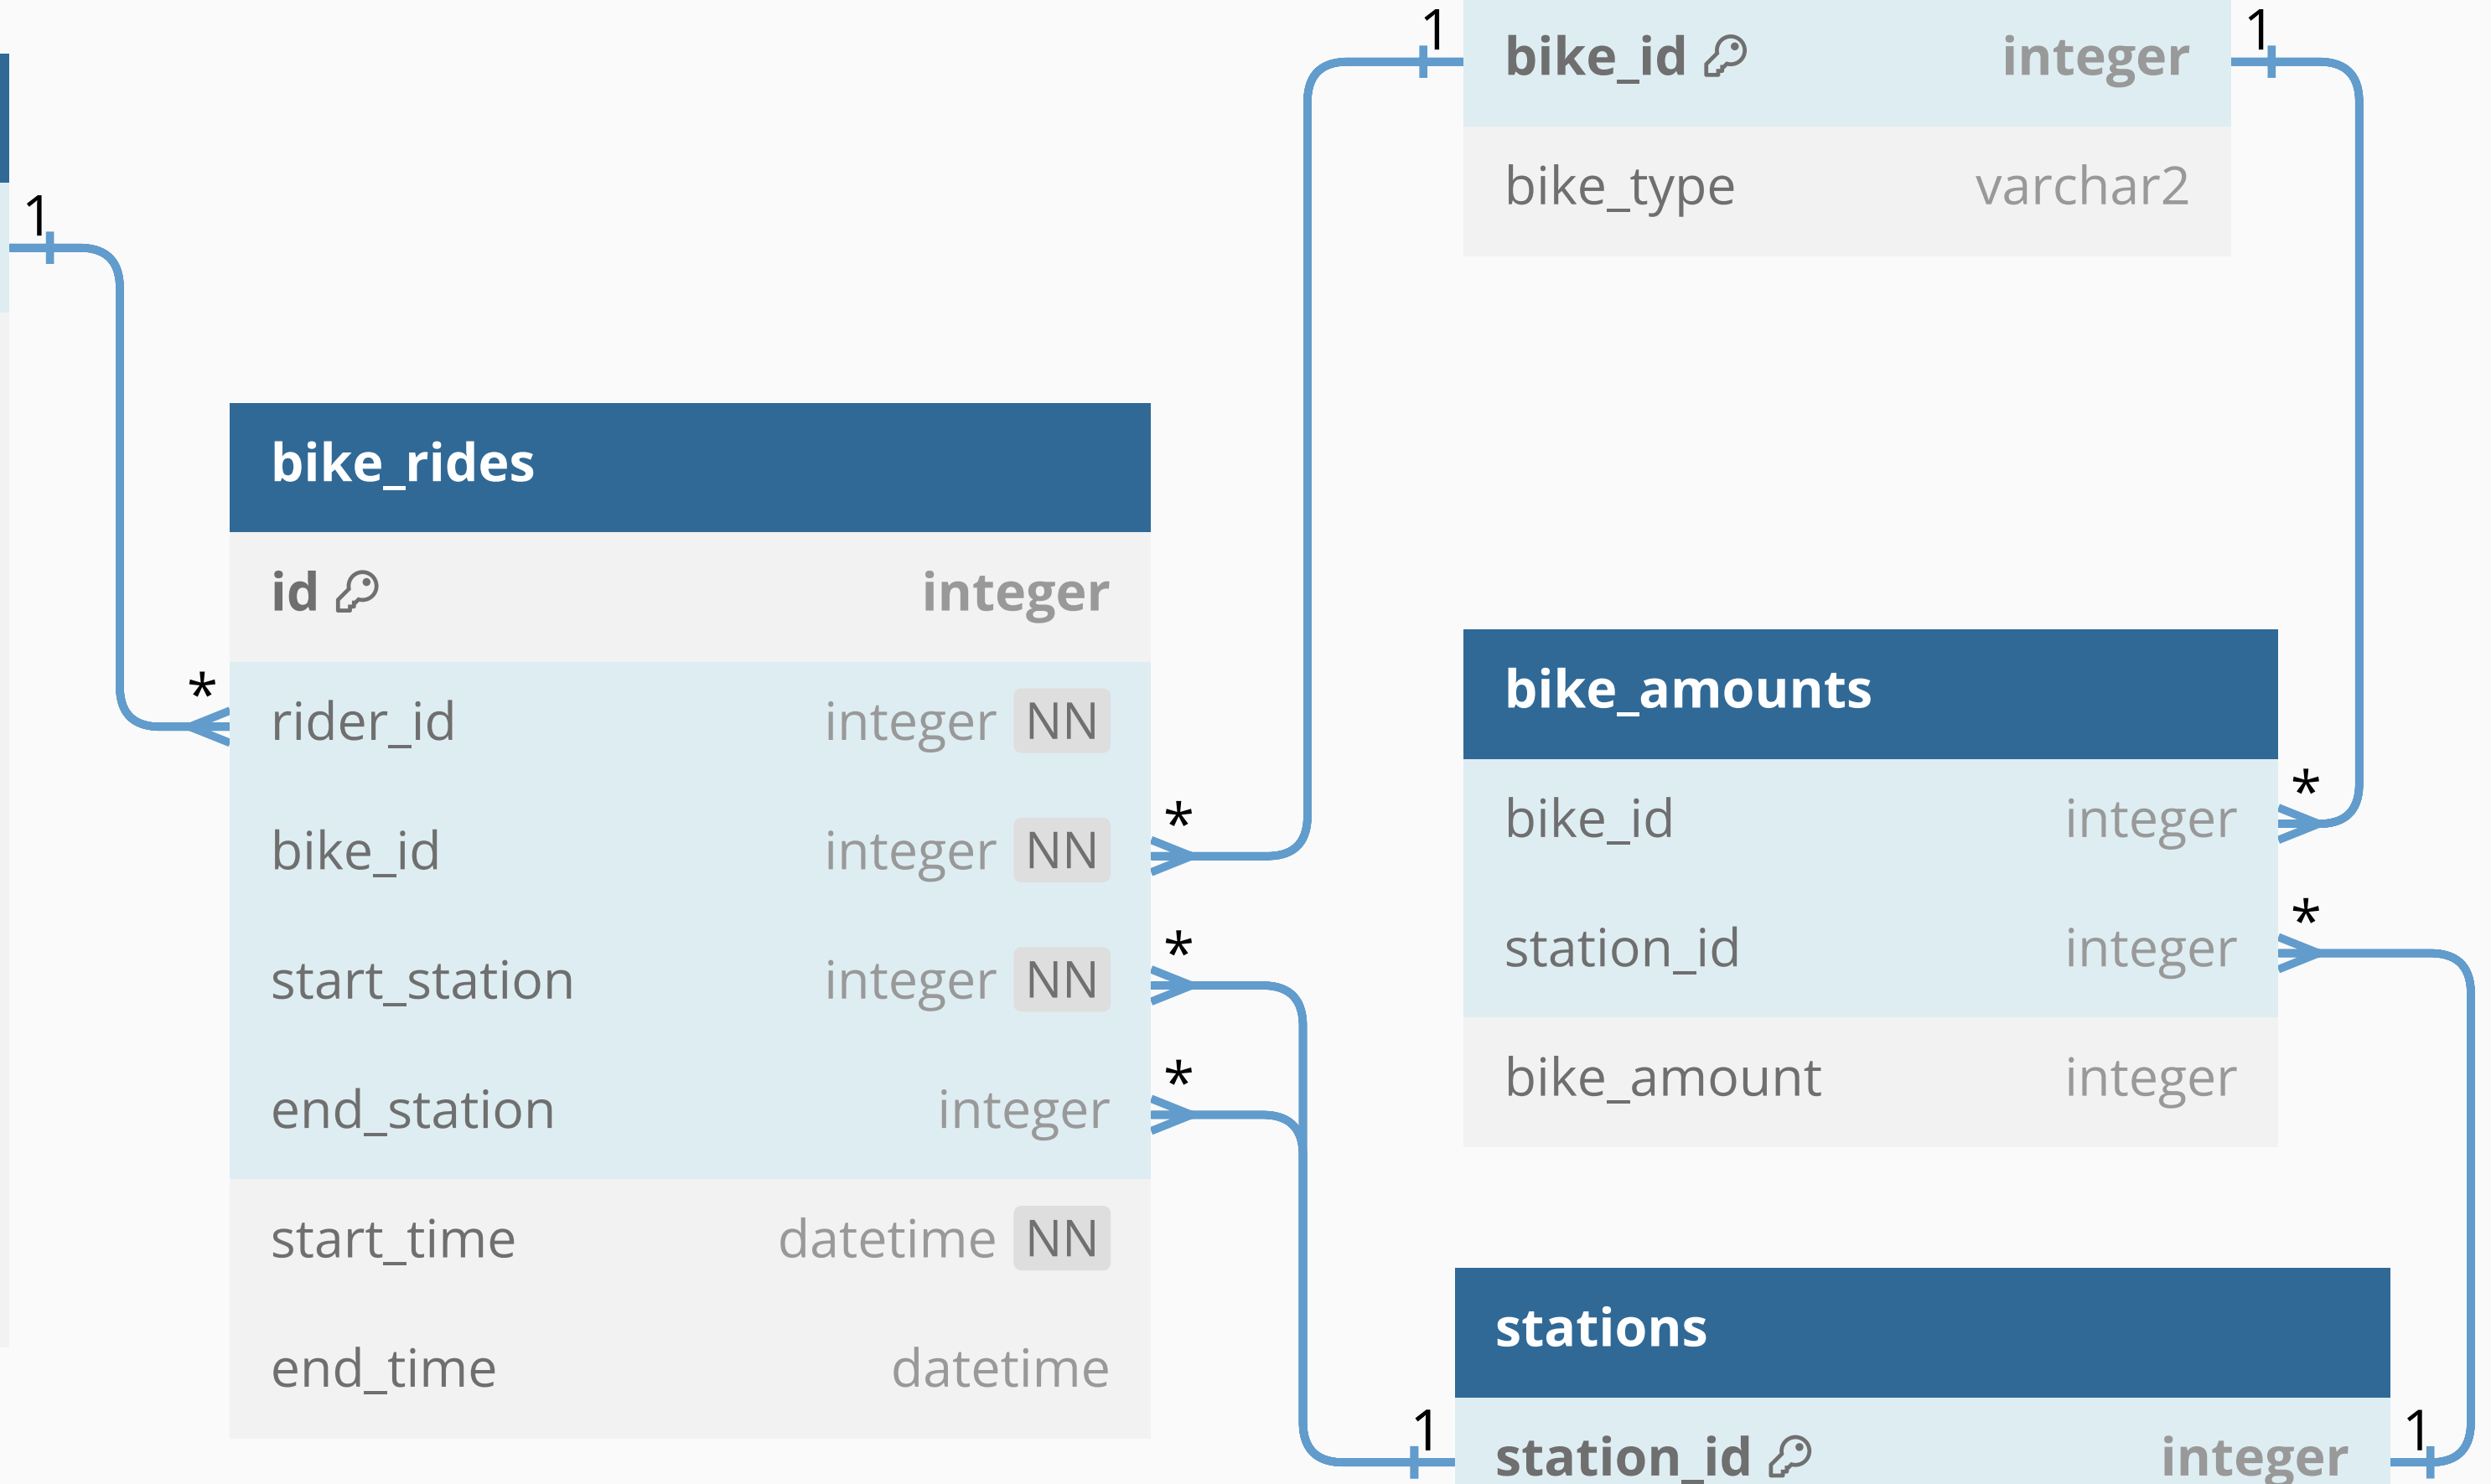 1
bike_id integer
1
bike_type varchar2
1
bike_rides
id integer
*
rider_id integer NN
*
bike_id integer NN
*
start_station integer NN
*
end_station integer
start_time datetime NN
end_time datetime
bike_amounts
*
bike_id integer
*
station_id integer
bike_amount integer
stations
1
station_id integer
1